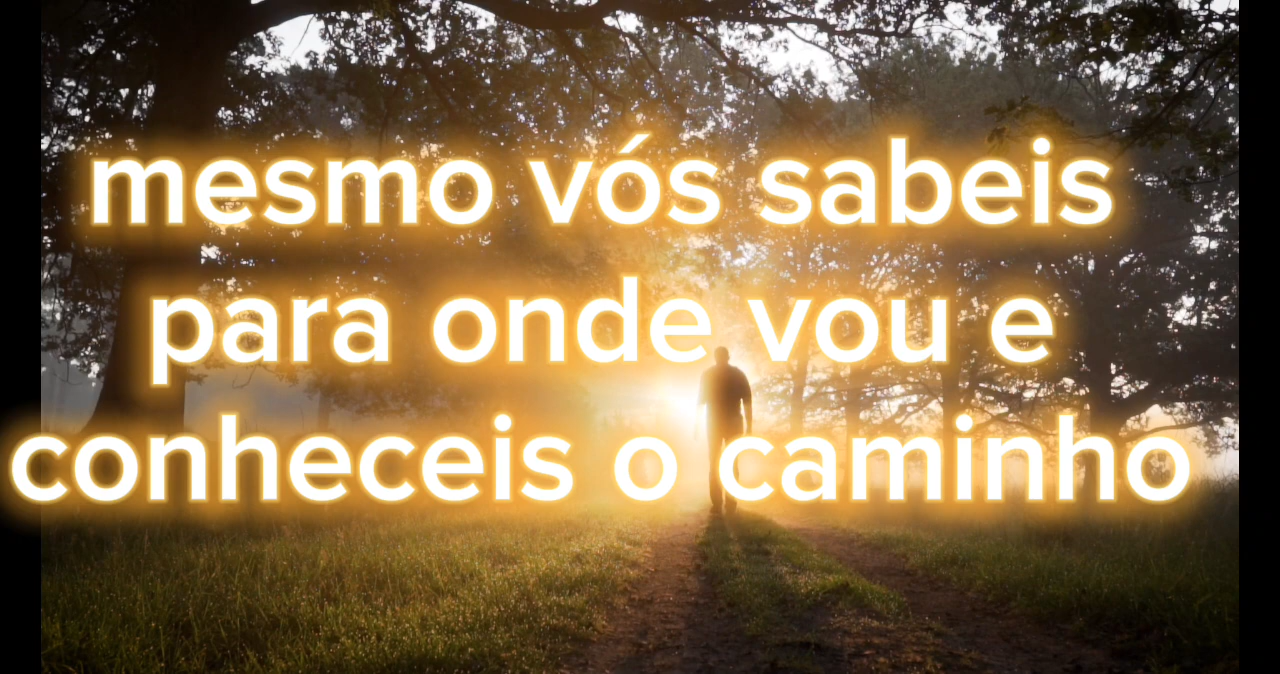 mesmo vós sabeis
para onde vou e
conheceis o caminho